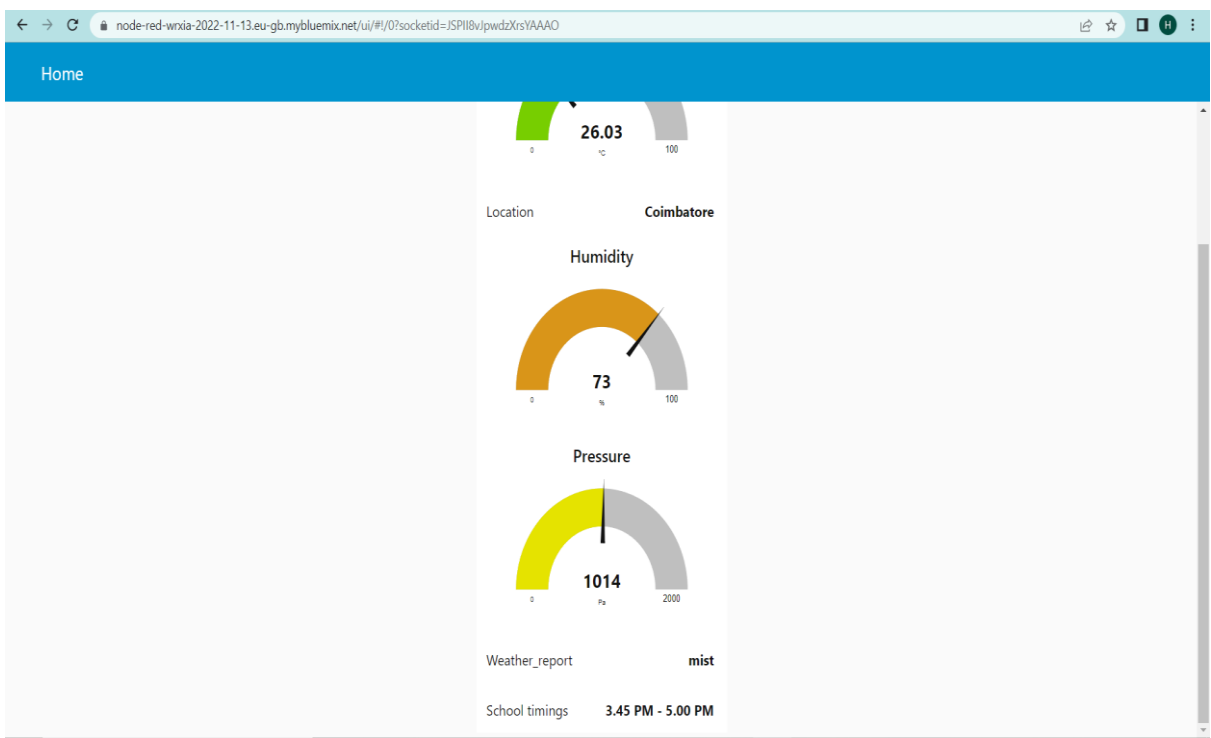 node-red-wrxia-2022-11-13.eu-gb.mybluemix.net/ui/#!/0?socketid=JSPII8vJpwdzXrsYAAAO
H
Home
26.03
0 °C 100
Location Coimbatore
Humidity
73
0 % 100
Pressure
1014
0 Pa 2000
Weather_report mist
School timings 3.45 PM - 5.00 PM